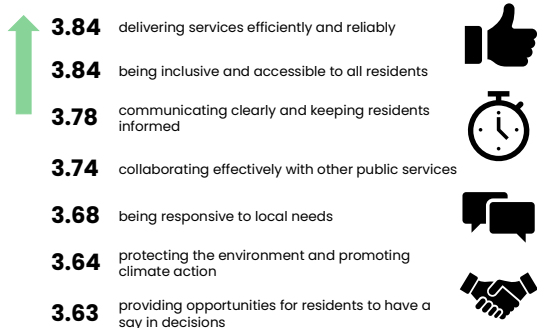 3.84 delivering services efficiently and reliably
3.84 being inclusive and accessible to all residents
3.78 communicating clearly and keeping residents
informed
3.74 collaborating effectively with other public services
3.68 being responsive to local needs
3.64 protecting the environment and promoting
climate action
3.63 providing opportunities for residents to have a
say in decisions